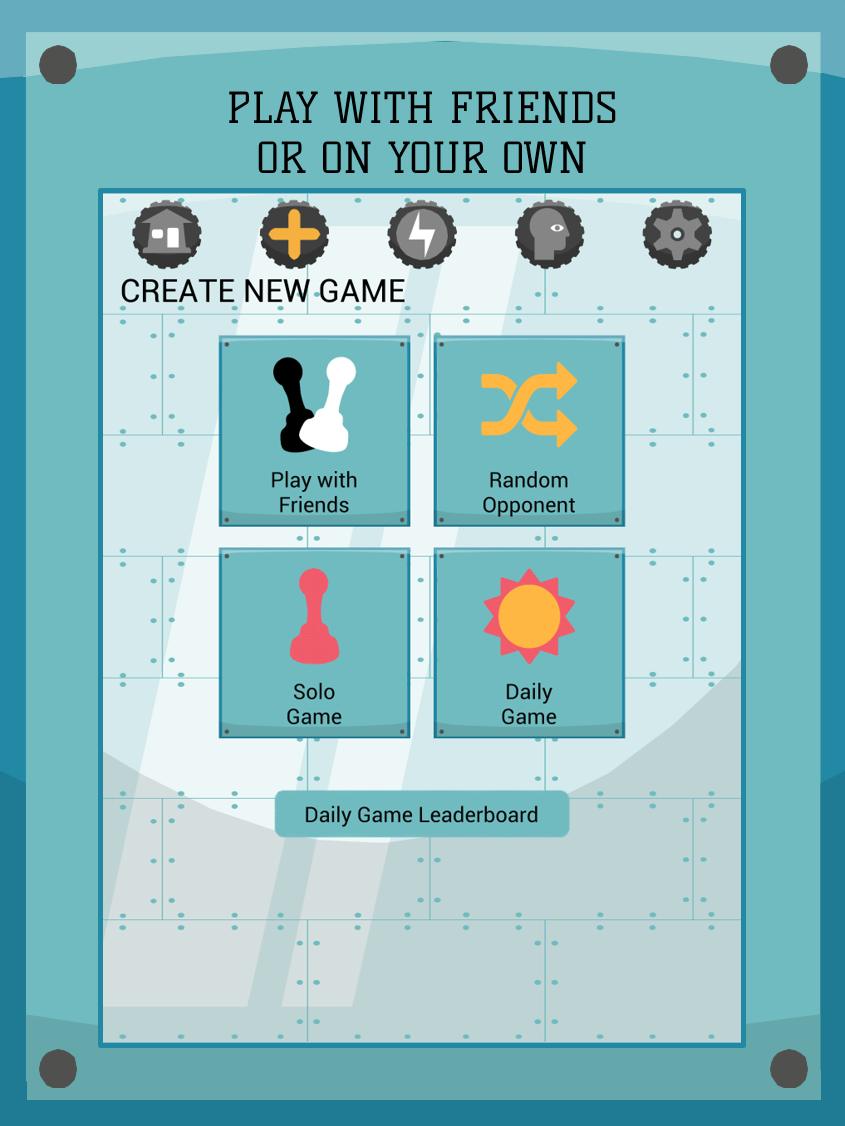 PLAY WITH FRIENDS
OR ON YOUR OWN
CREATE NEW GAME
Play with
Friends
Random
Opponent
Solo
Game
Daily
Game
Daily Game Leaderboard